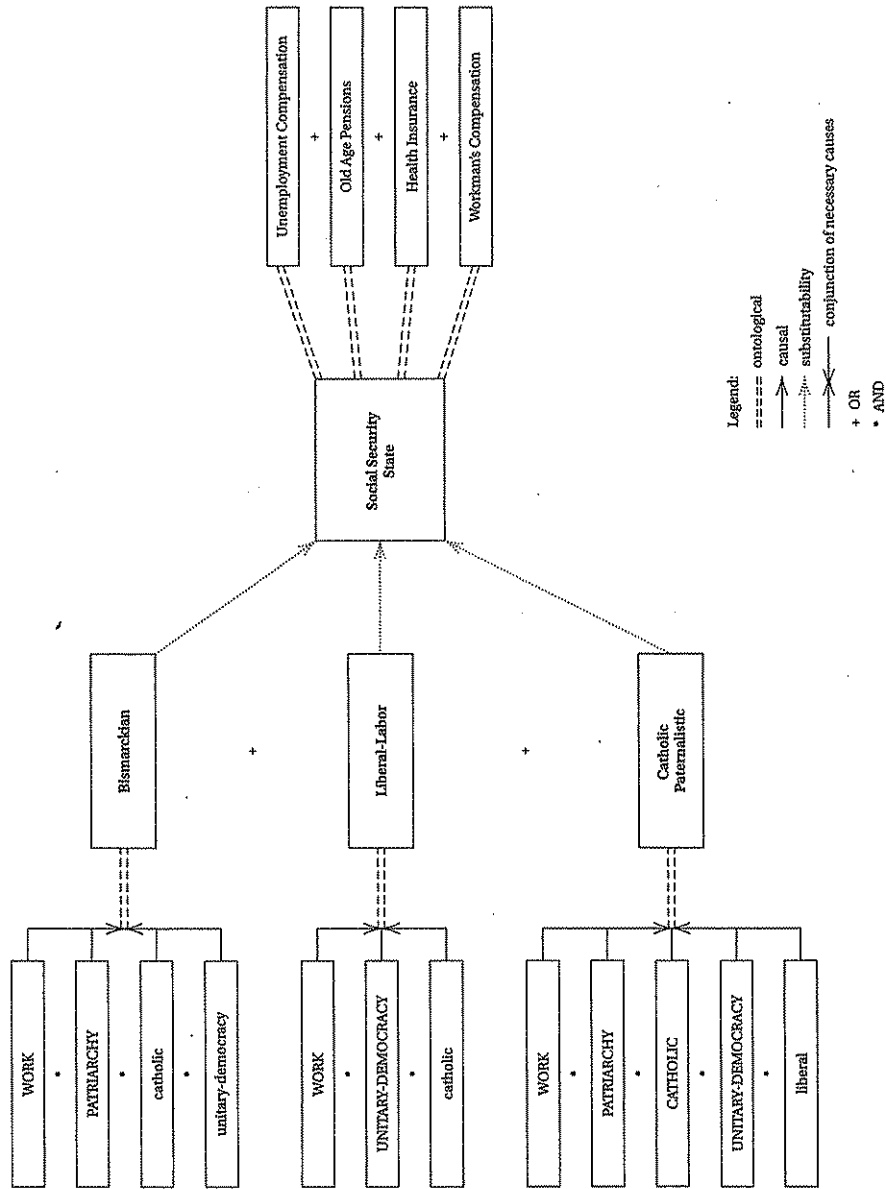 WORK
*
PATRIARCHY
*
catholic
*
unitary-democracy
WORK
*
UNITARY-DEMOCRACY
*
catholic
WORK
*
PATRIARCHY
*
CATHOLIC
*
UNITARY-DEMOCRACY
*
liberal
Bismarckian
+
Liberal-Labor
+
Catholic
Paternalistic
Social Security
State
Unemployment Compensation
+
Old Age Pensions
+
Health Insurance
+
Workman's Compensation
Legend:
ontological
causal
substitutability
conjunction of necessary causes
+ OR
* AND